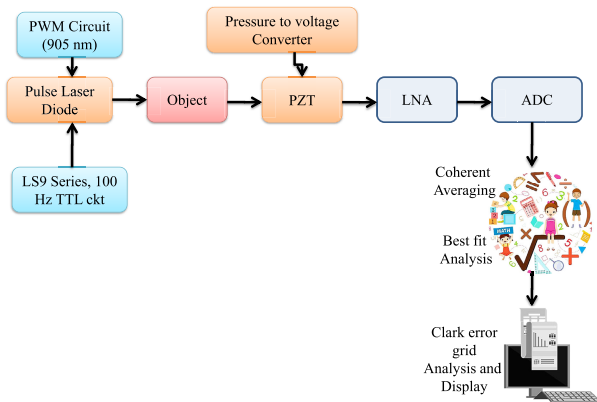 PWM Circuit
(905 nm)
Pressure to voltage
Converter
Pulse Laser
Diode
Object
PZT
LNA
ADC
LS9 Series, 100
Hz TTL ckt
Coherent
Averaging
MATH
Best fit
Analysis
Clark error
grid
Analysis and
Display